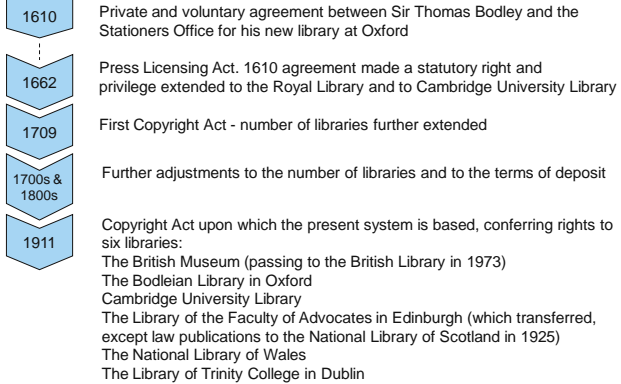 1610
Private and voluntary agreement between Sir Thomas Bodley and the
Stationers Office for his new library at Oxford
1662
Press Licensing Act. 1610 agreement made a statutory right and
privilege extended to the Royal Library and to Cambridge University Library
1709
First Copyright Act - number of libraries further extended
1700s &
1800s
Further adjustments to the number of libraries and to the terms of deposit
1911
Copyright Act upon which the present system is based, conferring rights to
six libraries:
The British Museum (passing to the British Library in 1973)
The Bodleian Library in Oxford
Cambridge University Library
The Library of the Faculty of Advocates in Edinburgh (which transferred,
except law publications to the National Library of Scotland in 1925)
The National Library of Wales
The Library of Trinity College in Dublin